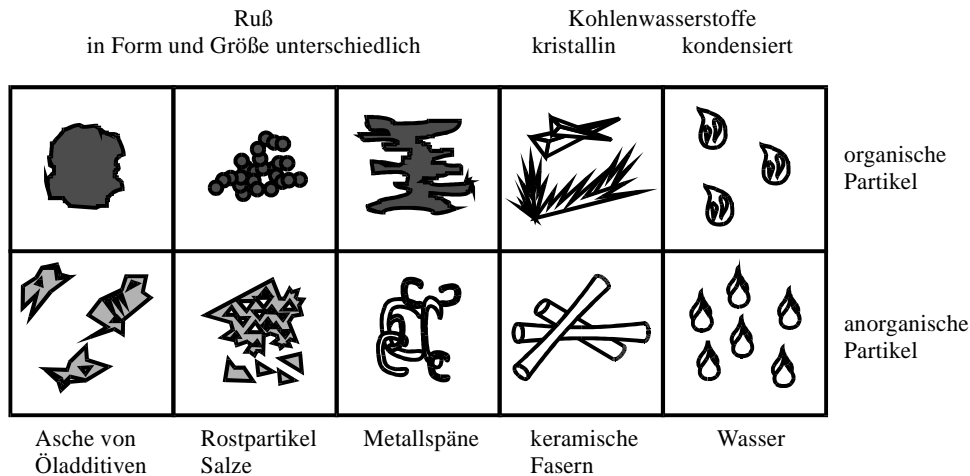 Ruß
in Form und Größe unterschiedlich
Kohlenwasserstoffe
kristallin kondensiert
organische
Partikel
anorganische
Partikel
Asche von
Öladditiven
Rostpartikel
Salze
Metallspäne
keramische
Fasern
Wasser